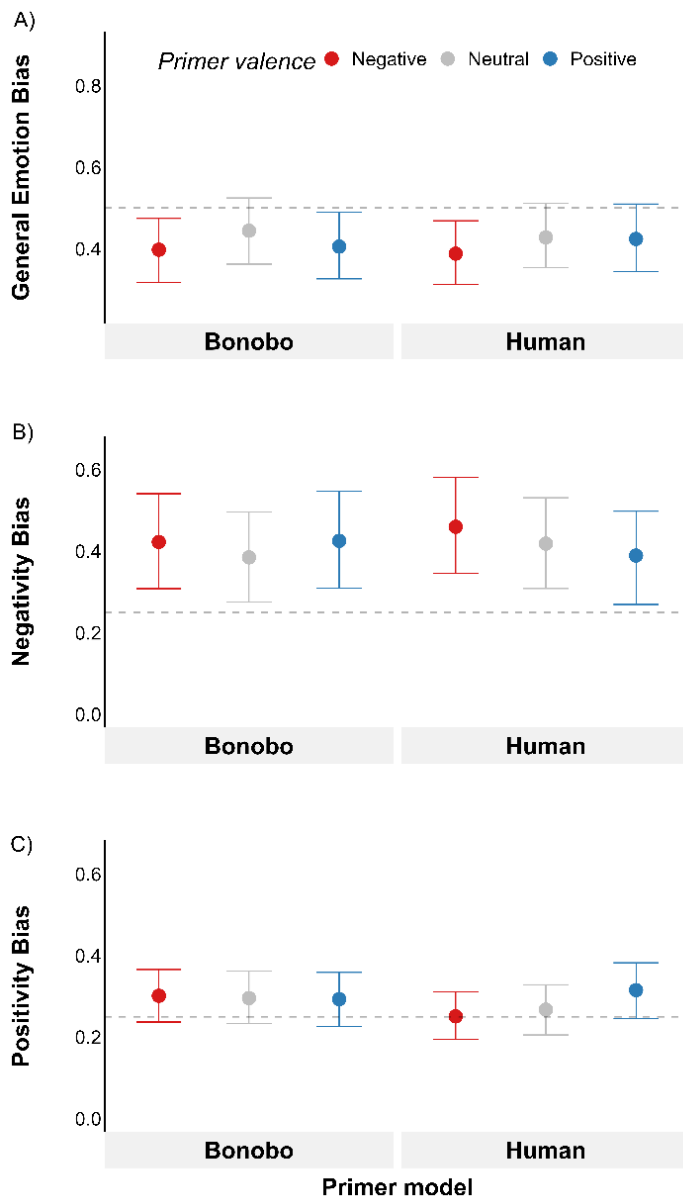 A)
Primer valence Negative Neutral Positive
General Emotion Bias
0.8
0.6
0.4
Bonobo Human
B)
Negativity Bias
0.6
0.4
0.2
0.0
Bonobo Human
C)
Positivity Bias
0.6
0.4
0.2
0.0
Bonobo Human
Primer model